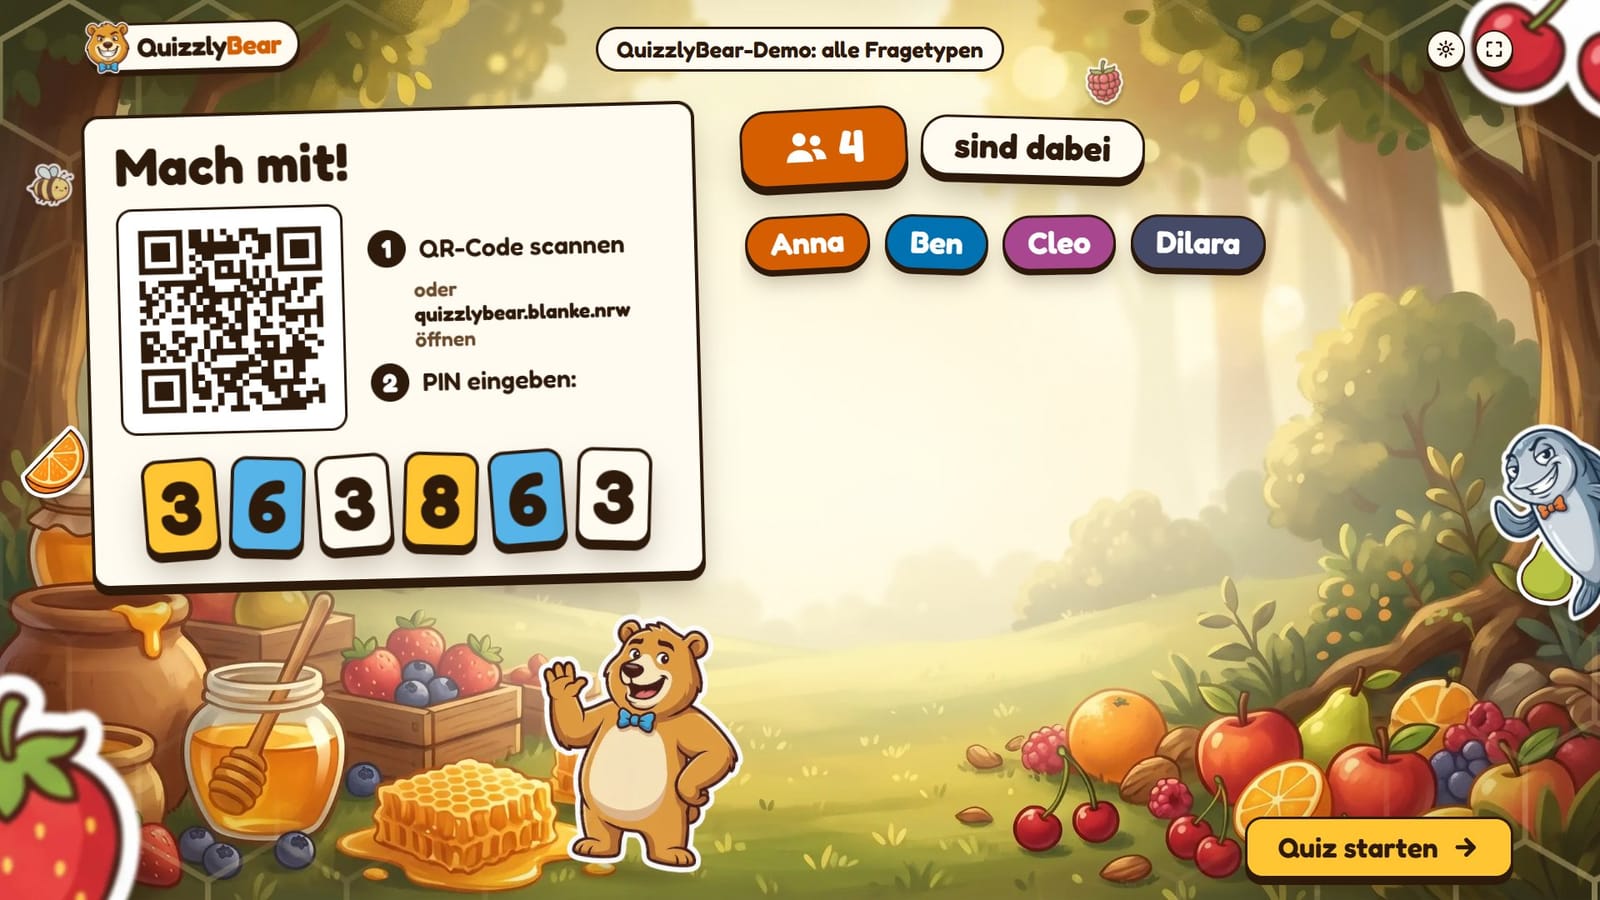 QuizzlyBear
QuizzlyBear-Demo: alle Fragetypen
Mach mit!
1 QR-Code scannen
oder
quizzlybear.blanke.nrw
öffnen
2 PIN eingeben:
3 6 3 8 6 3
4 sind dabei
Anna Ben Cleo Dilara
Quiz starten →